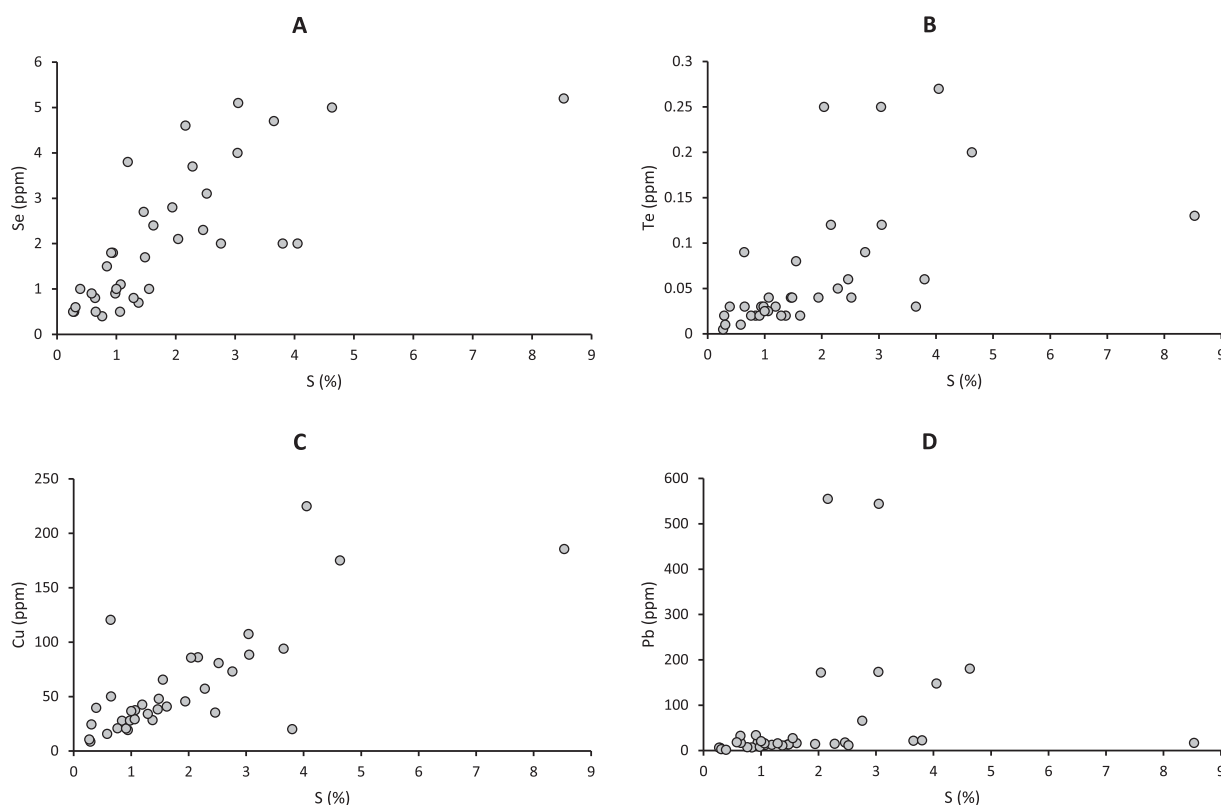 A
Se (ppm)
6
5
4
3
2
1
0
0 1 2 3 4 5 6 7 8 9
S (%)
B
Te (ppm)
0.3
0.25
0.2
0.15
0.1
0.05
0
0 1 2 3 4 5 6 7 8 9
S (%)
C
Cu (ppm)
250
200
150
100
50
0
0 1 2 3 4 5 6 7 8 9
S (%)
D
Pb (ppm)
600
500
400
300
200
100
0
0 1 2 3 4 5 6 7 8 9
S (%)